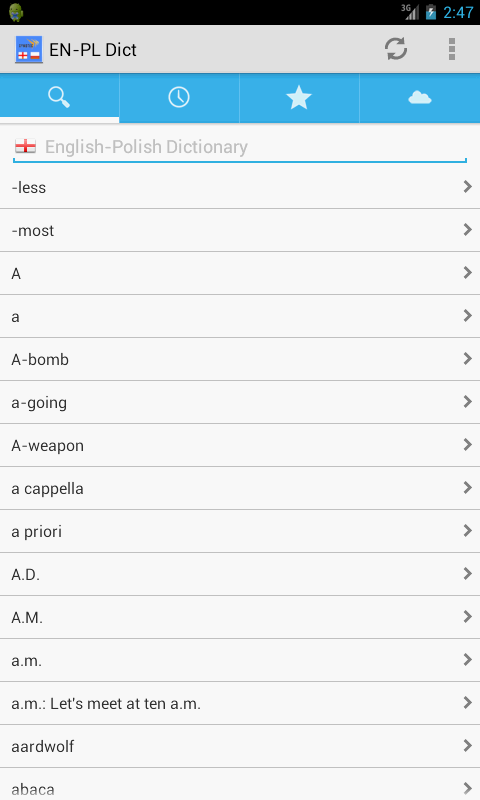 3G
2:47
EN-PL Dict
English-Polish Dictionary
-less
-most
A
a
A-bomb
a-going
A-weapon
a cappella
a priori
A.D.
A.M.
a.m.
a.m.: Let's meet at ten a.m.
aardwolf
abaca